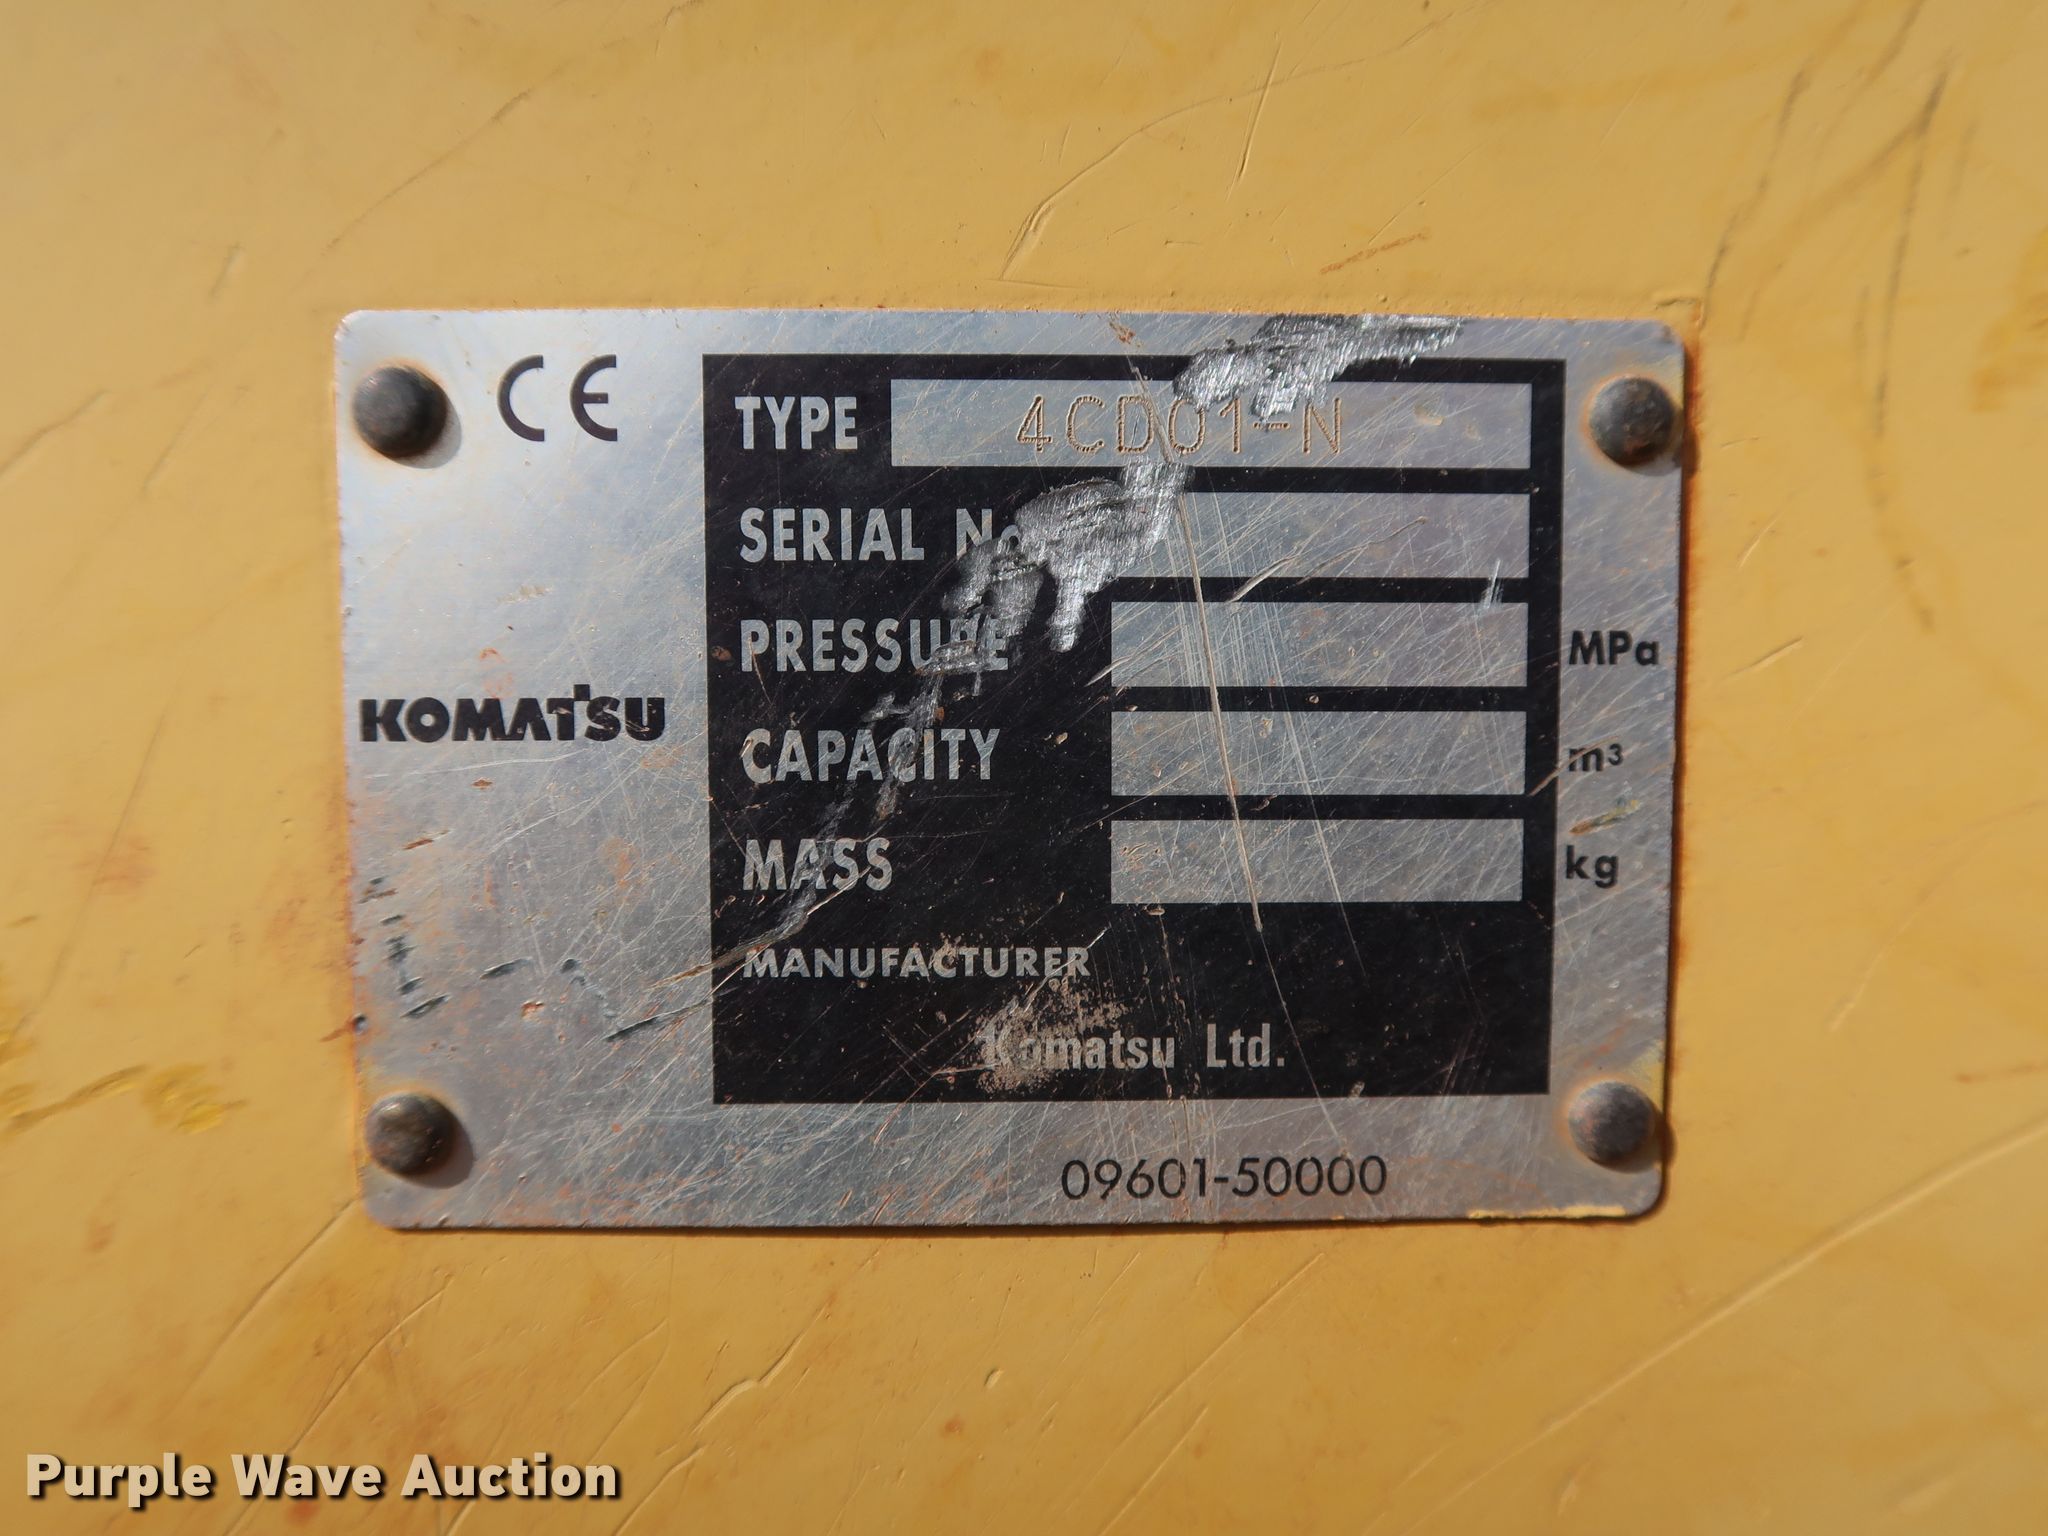 CE
TYPE 4CD01-N
SERIAL No.
PRESSURE MPa
CAPACITY m³
MASS kg
KOMATSU
MANUFACTURER
Komatsu Ltd.
09601-50000
Purple Wave Auction